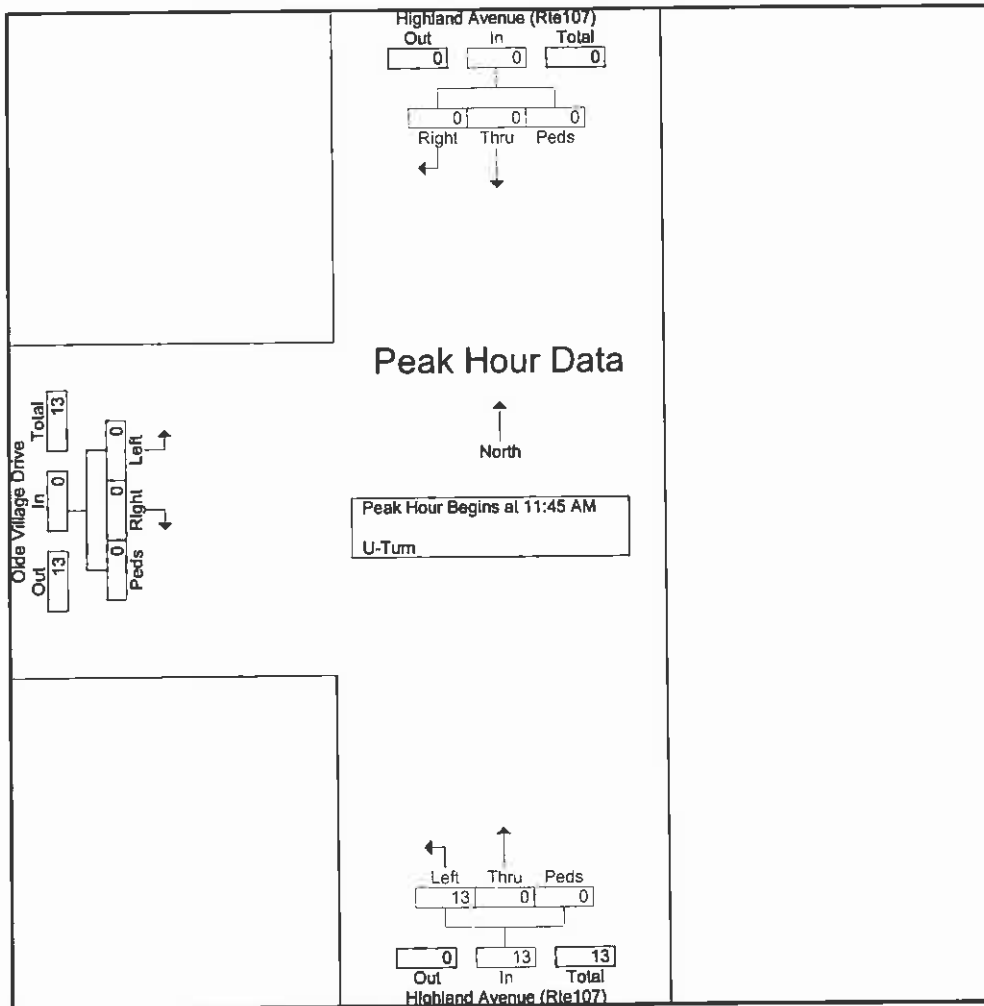 Highland Avenue (Rte107)
Out In Total
0 0 0
0 0 0
Right Thru Peds
Peak Hour Data
North
Peak Hour Begins at 11:45 AM
U-Turn
Olde Village Drive
Out In Total
13 0 13
0 0 0
Peds Right Left
Left Thru Peds
13 0 0
0 13 13
Out In Total
Highland Avenue (Rte107)